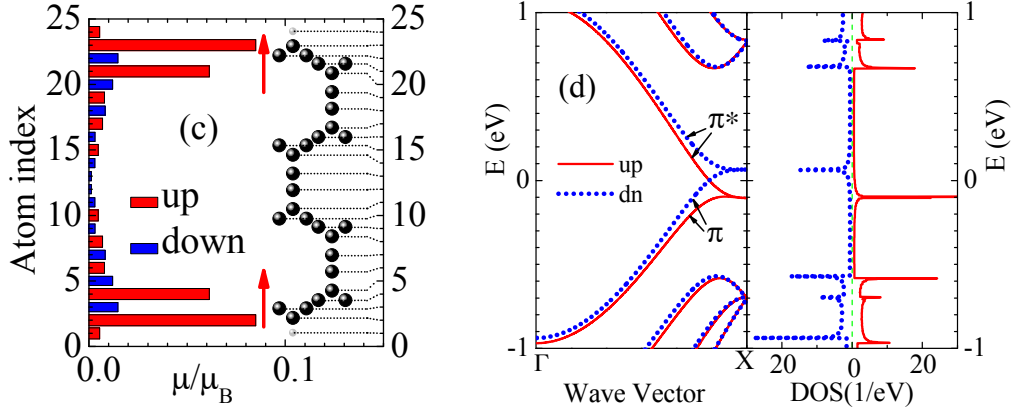 25
20
15
10
5
0
Atom index
(c)
up
down
0.0
0.1
μ/μB
25
20
15
10
5
0
1
0
-1
E (eV)
(d)
π*
up
dn
π
Γ
X
Wave Vector
20
0
20
DOS(1/eV)
1
0
-1
E (eV)